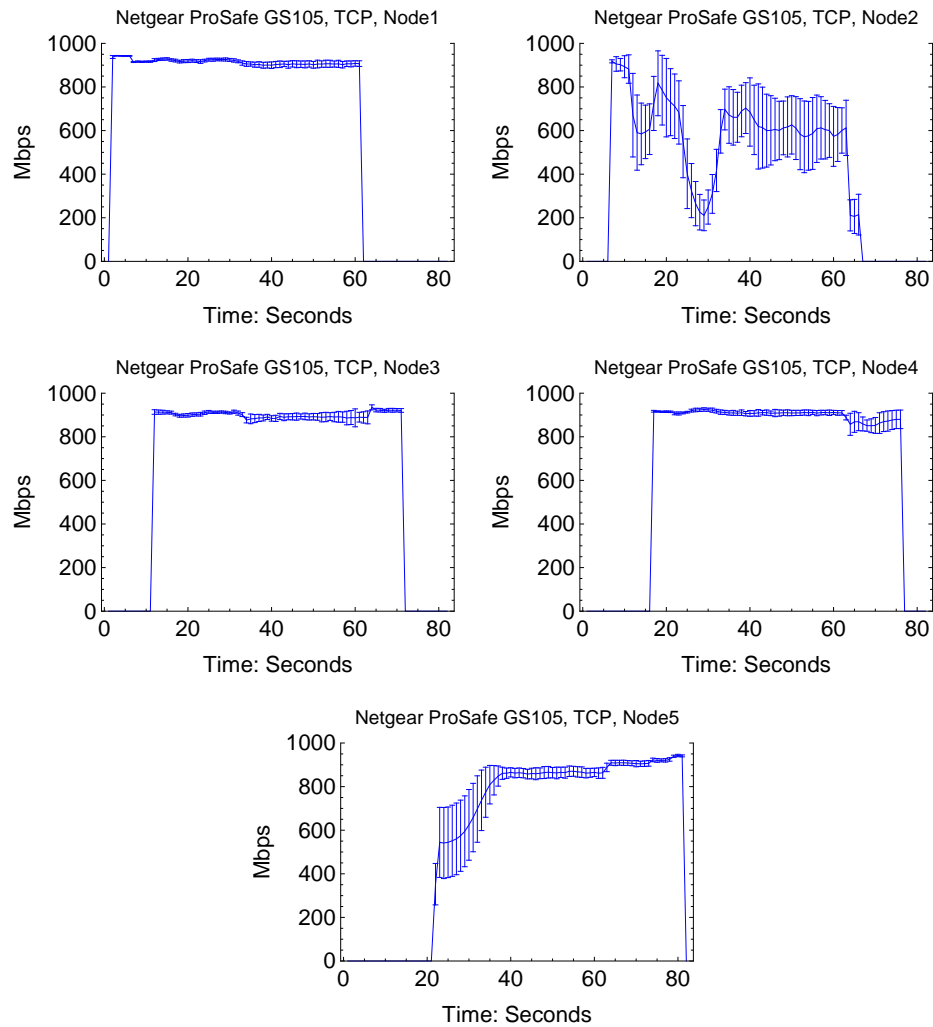 Netgear ProSafe GS105, TCP, Node1
1000
800
600
400
200
0
Mbps
0 20 40 60 80
Time: Seconds
Netgear ProSafe GS105, TCP, Node2
1000
800
600
400
200
0
Mbps
0 20 40 60 80
Time: Seconds
Netgear ProSafe GS105, TCP, Node3
1000
800
600
400
200
0
Mbps
0 20 40 60 80
Time: Seconds
Netgear ProSafe GS105, TCP, Node4
1000
800
600
400
200
0
Mbps
0 20 40 60 80
Time: Seconds
Netgear ProSafe GS105, TCP, Node5
1000
800
600
400
200
0
Mbps
0 20 40 60 80
Time: Seconds